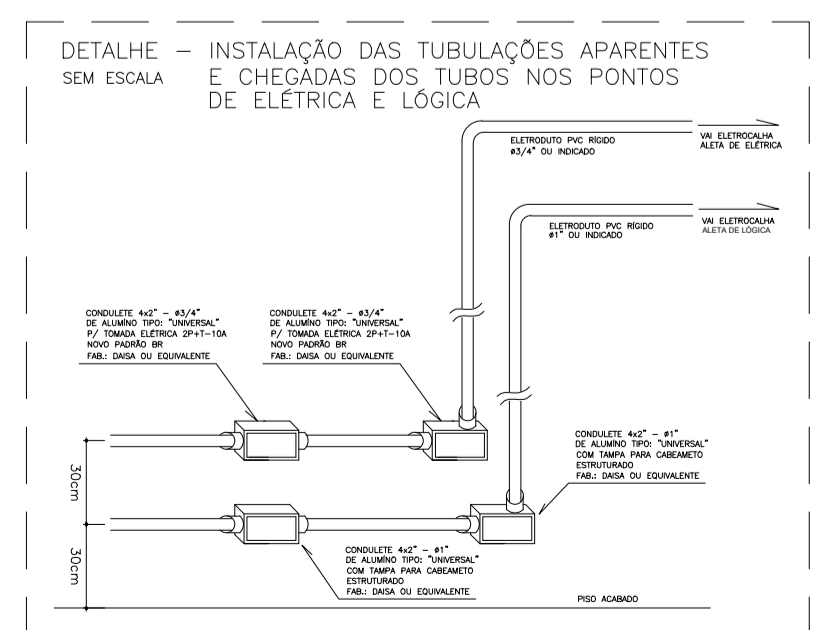 DETALHE – INSTALAÇÃO DAS TUBULAÇÕES APARENTES
SEM ESCALA E CHEGADAS DOS TUBOS NOS PONTOS
DE ELÉTRICA E LÓGICA
ELETRODUTO PVC RÍGIDO
ø3/4" OU INDICADO
VAI ELETROCALHA
ALETA DE ELÉTRICA
ELETRODUTO PVC RÍGIDO
ø1" OU INDICADO
VAI ELETROCALHA
ALETA DE LÓGICA
CONDULETE 4x2" – ø3/4"
DE ALUMÍNO TIPO: "UNIVERSAL"
P/ TOMADA ELÉTRICA 2P+T–10A
NOVO PADRÃO BR
FAB.: DAISA OU EQUIVALENTE
CONDULETE 4x2" – ø3/4"
DE ALUMÍNO TIPO: "UNIVERSAL"
P/ TOMADA ELÉTRICA 2P+T–10A
NOVO PADRÃO BR
FAB.: DAISA OU EQUIVALENTE
CONDULETE 4x2" – ø1"
DE ALUMÍNO TIPO: "UNIVERSAL"
COM TAMPA PARA CABEAMETO
ESTRUTURADO
FAB.: DAISA OU EQUIVALENTE
30cm
30cm
CONDULETE 4x2" – ø1"
DE ALUMÍNO TIPO: "UNIVERSAL"
COM TAMPA PARA CABEAMETO
ESTRUTURADO
FAB.: DAISA OU EQUIVALENTE
PISO ACABADO